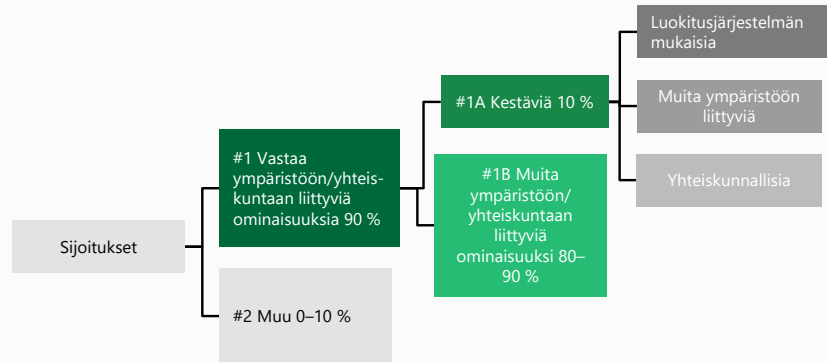 Sijoitukset
#1 Vastaa
ympäristöön/yhteis-
kuntaan liittyviä
ominaisuuksia 90 %
#2 Muu 0–10 %
#1A Kestäviä 10 %
#1B Muita
ympäristöön/
yhteiskuntaan
liittyviä
ominaisuuksi 80–
90 %
Luokitusjärjestelmän
mukaisia
Muita ympäristöön
liittyviä
Yhteiskunnallisia